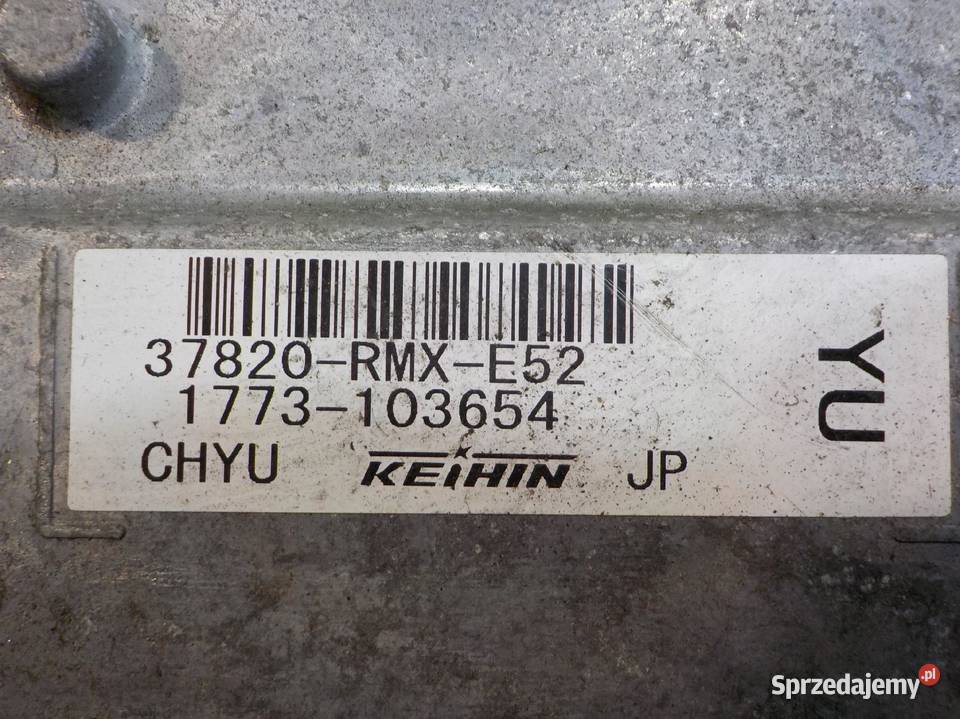 37820-RMX-E52
1773-103654
CHYU KEIHIN JP
YU
Sprzedajemy.pl